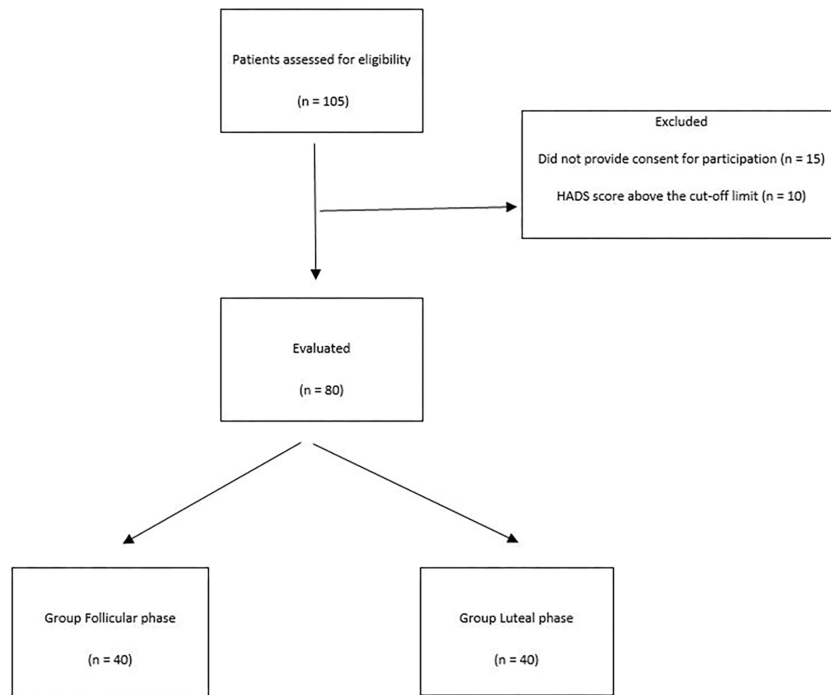 Patients assessed for eligibility
(n = 105)
Excluded
Did not provide consent for participation (n = 15)
HADS score above the cut-off limit (n = 10)
Evaluated
(n = 80)
Group Follicular phase
(n = 40)
Group Luteal phase
(n = 40)